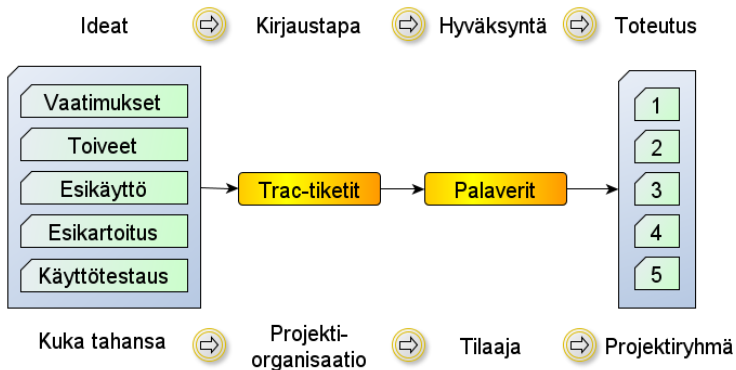 Ideat
Kirjaustapa
Hyväksyntä
Toteutus
Vaatimukset
Toiveet
Esikäyttö
Esikartoitus
Käyttötestaus
Trac-tiketit
Palaverit
1
2
3
4
5
Kuka tahansa
Projekti-
organisaatio
Tilaaja
Projektiryhmä